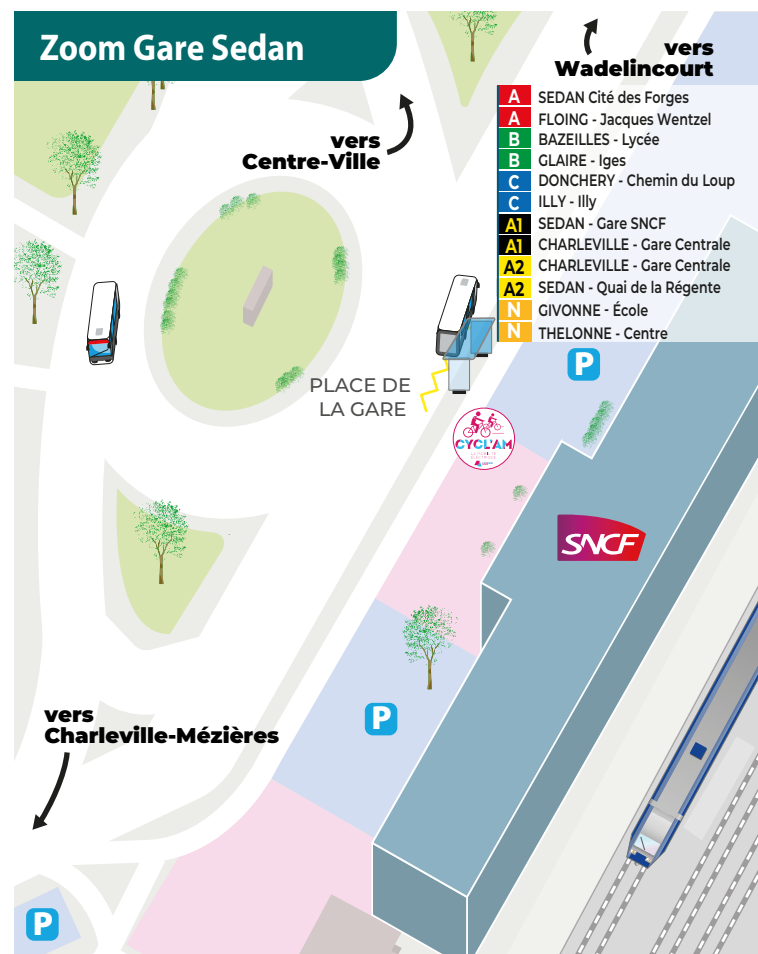 Zoom Gare Sedan
vers
Wadelincourt
A SEDAN Cité des Forges
A FLOING - Jacques Wentzel
B BAZEILLES - Lycée
B GLAIRE - Iges
C DONCHERY - Chemin du Loup
C ILLY - Illy
A1 SEDAN - Gare SNCF
A1 CHARLEVILLE - Gare Centrale
A2 CHARLEVILLE - Gare Centrale
A2 SEDAN - Quai de la Régente
N GIVONNE - École
N THELONNE - Centre
vers
Centre-Ville
P
PLACE DE
LA GARE
CYCL'AM
SNCF
P
vers
Charleville-Mézières
P